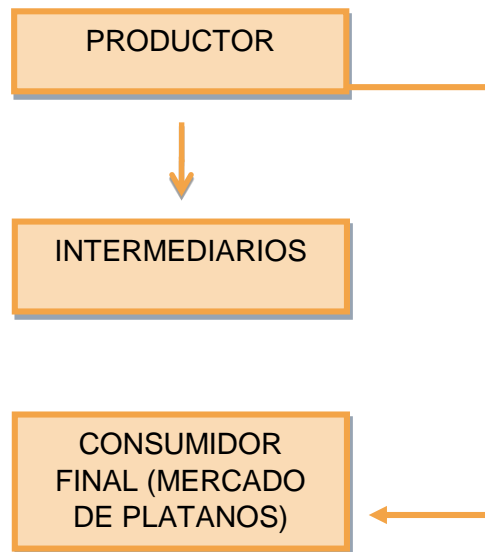 PRODUCTOR
INTERMEDIARIOS
CONSUMIDOR
FINAL (MERCADO
DE PLATANOS)